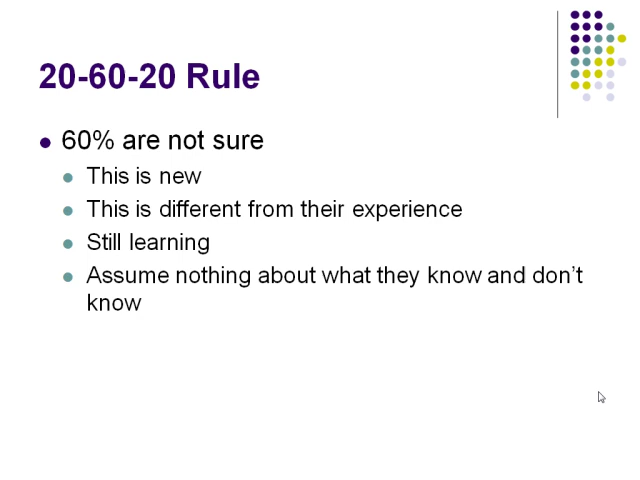 20-60-20 Rule
60% are not sure
This is new
This is different from their experience
Still learning
Assume nothing about what they know and don’t
know